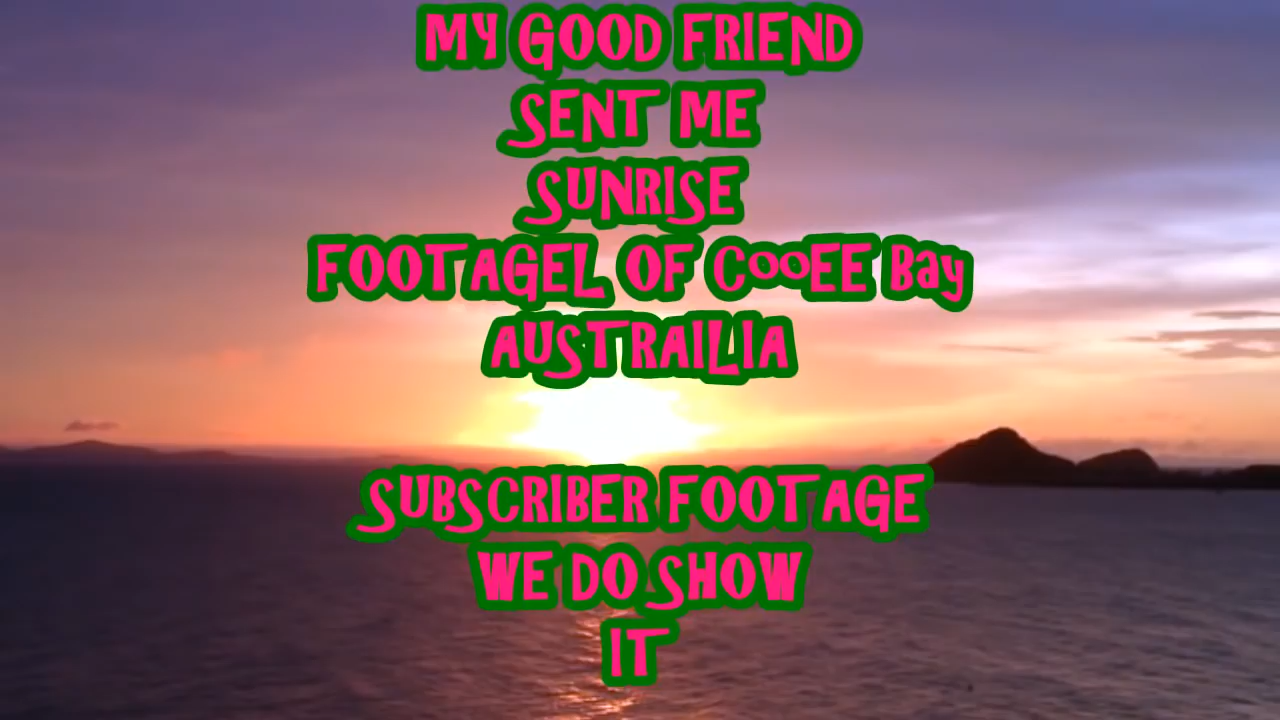 MY GOOD FRIEND
SENT ME
SUNRISE
FOOTAGEL OF CooEE Bay
AUSTRAILIA
SUBSCRIBER FOOTAGE
WE DO SHOW
IT